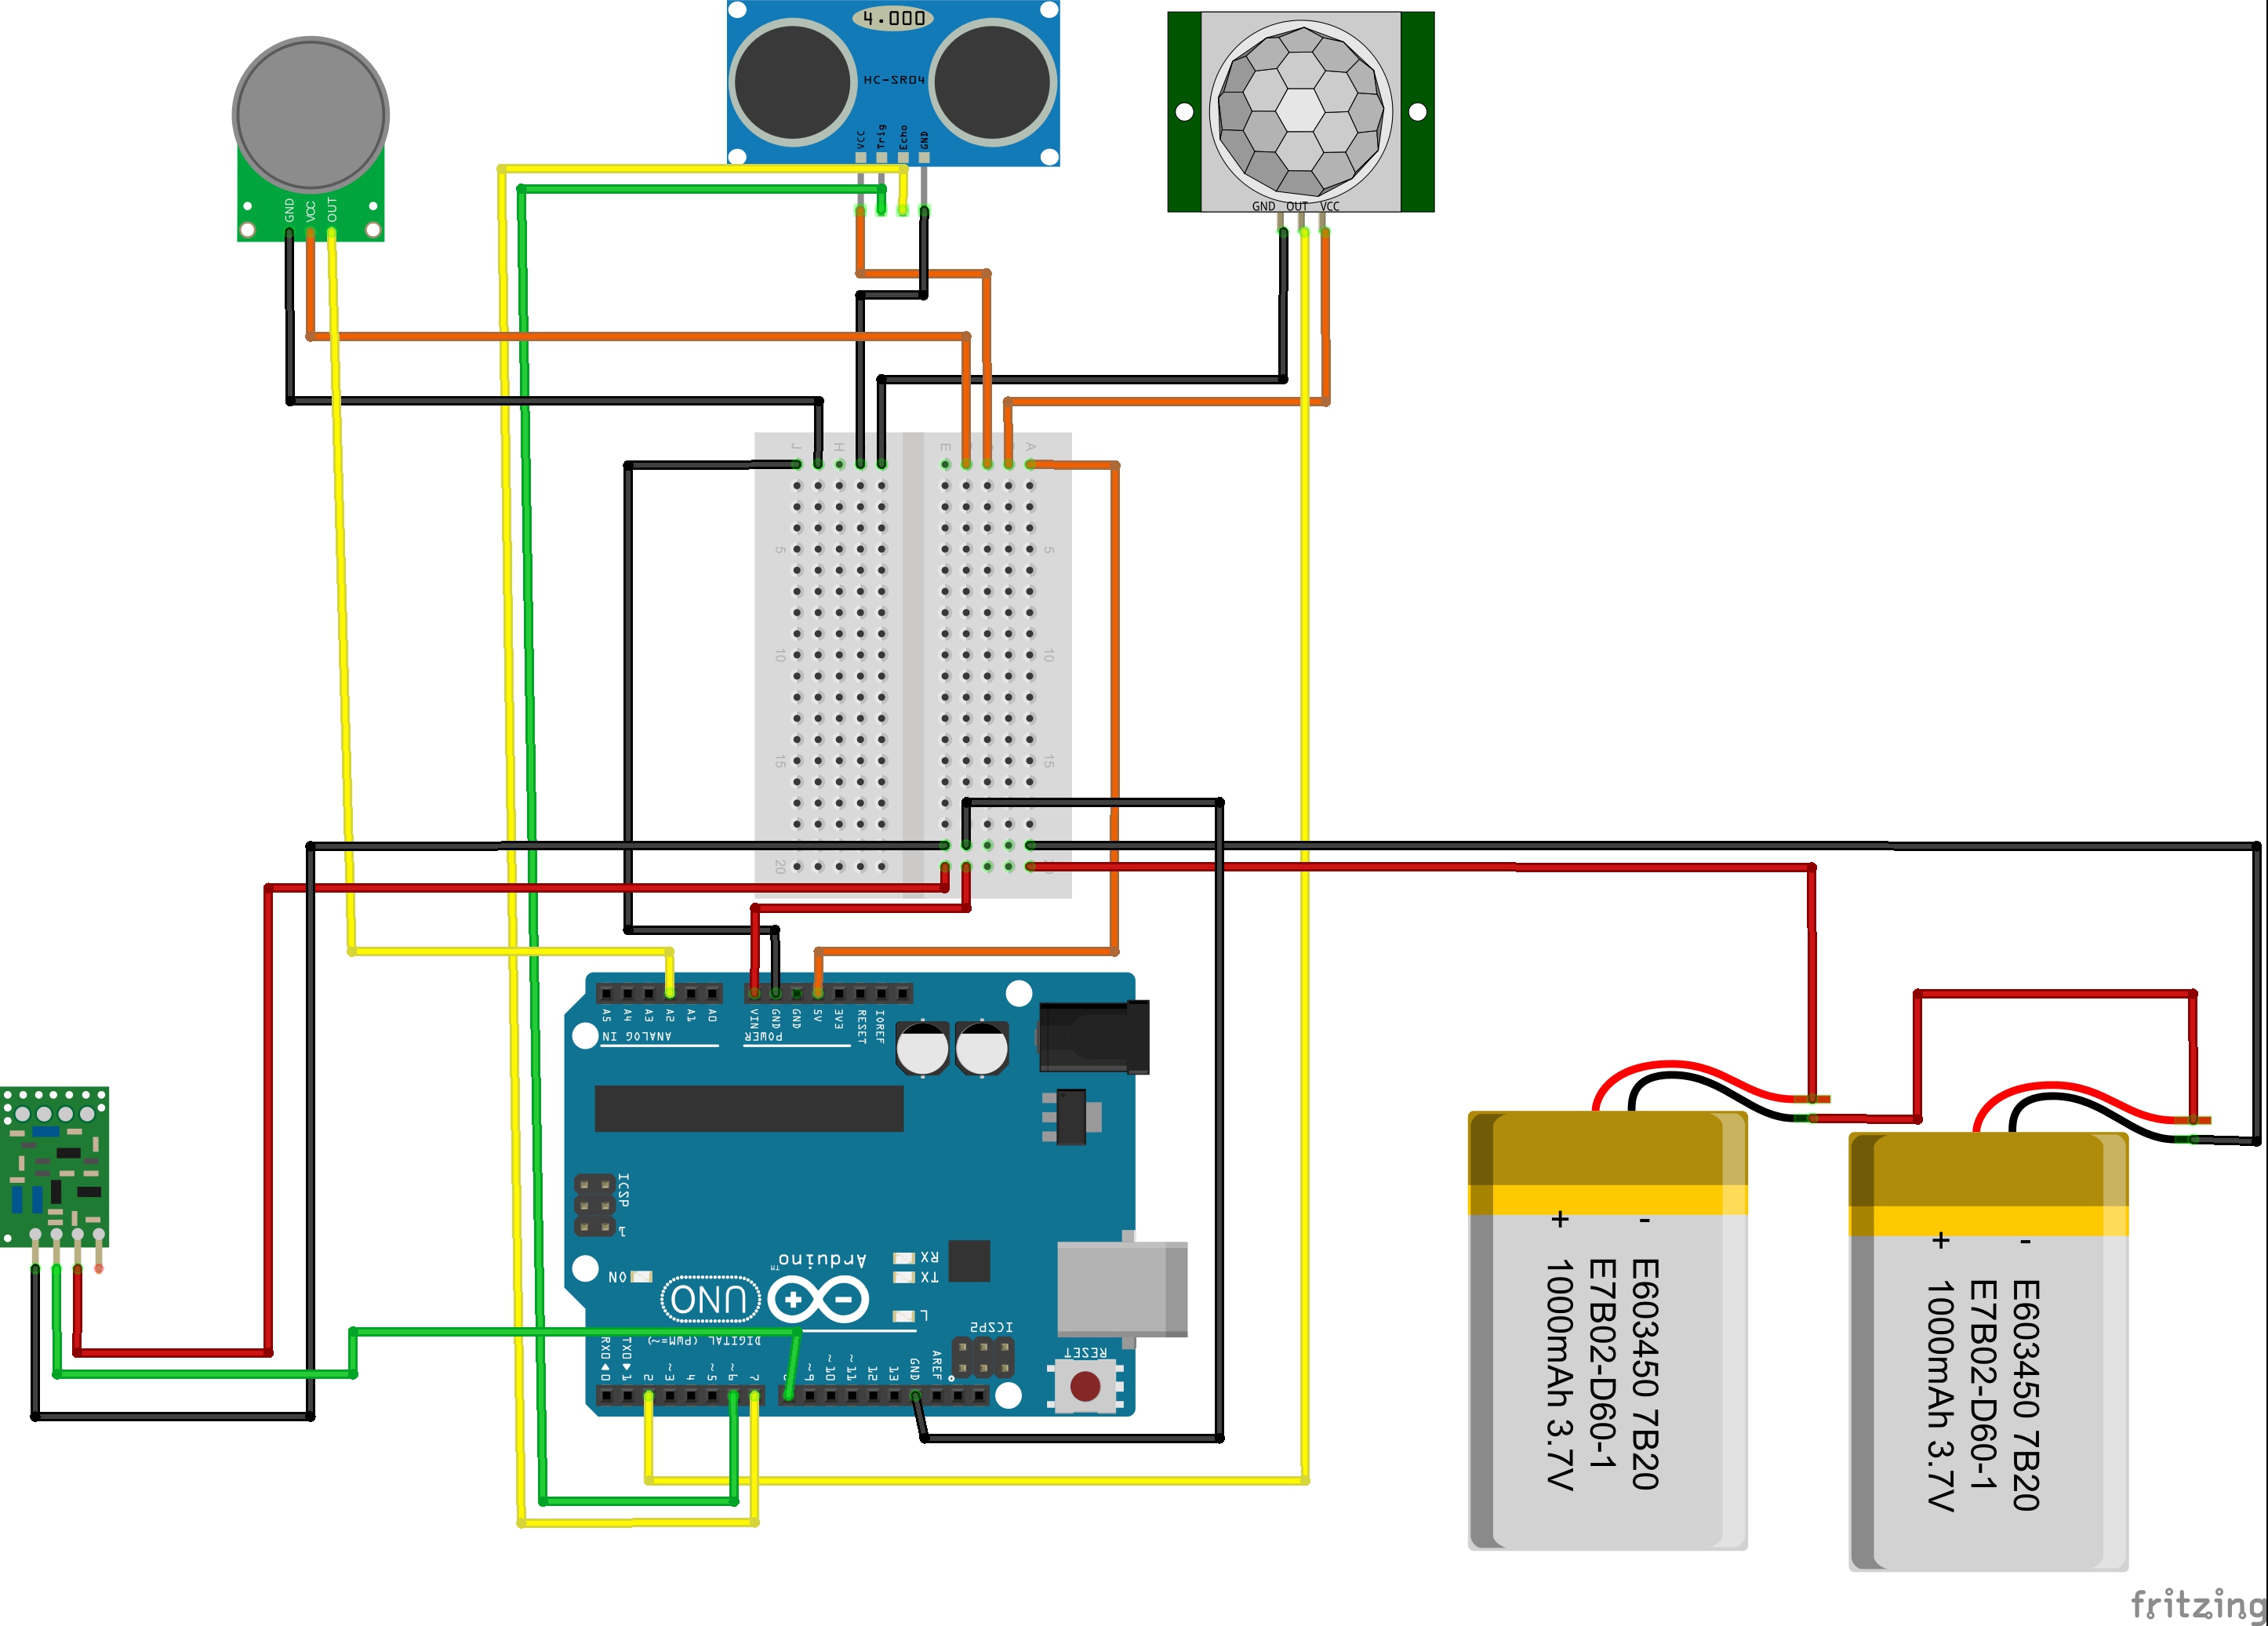 4.000
HC-SR04
VCC
Trig
Echo
GND
GND
VCC
OUT
GND OUT VCC
J
H
E
A
5
5
10
10
15
15
20
A5
A4
A3
A2
A1
A0
VIN
GND
GND
5V
3V3
RESET
IOREF
ANALOG IN
POWER
ICSP
1
Arduino
TM
RX
TX
ON
UNO
L
ICSP2
DIGITAL (PWM=~)
RX0
TX0
RESET
0
1
2
~3
4
~5
~6
7
~9
~10
~11
12
13
GND
AREF
+ -
E603450 7B20
E7B02-D60-1
1000mAh 3.7V
+ -
E603450 7B20
E7B02-D60-1
1000mAh 3.7V
fritzing